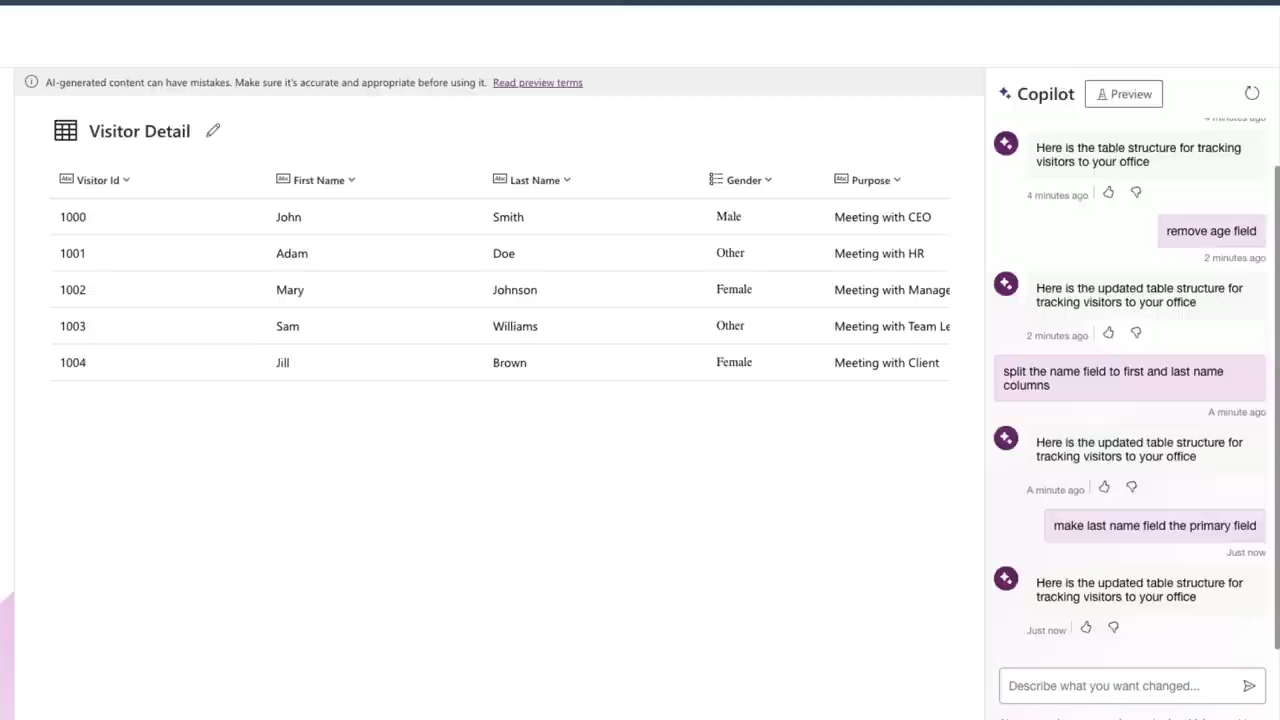 AI-generated content can have mistakes. Make sure it's accurate and appropriate before using it. Read preview terms
Visitor Detail
Visitor Id First Name Last Name Gender Purpose
1000 John Smith Male Meeting with CEO
1001 Adam Doe Other Meeting with HR
1002 Mary Johnson Female Meeting with Manage
1003 Sam Williams Other Meeting with Team Le
1004 Jill Brown Female Meeting with Client
Copilot Preview
Here is the table structure for tracking
visitors to your office
4 minutes ago
remove age field
2 minutes ago
Here is the updated table structure for
tracking visitors to your office
2 minutes ago
split the name field to first and last name
columns
A minute ago
Here is the updated table structure for
tracking visitors to your office
A minute ago
make last name field the primary field
Just now
Here is the updated table structure for
tracking visitors to your office
Just now
Describe what you want changed...